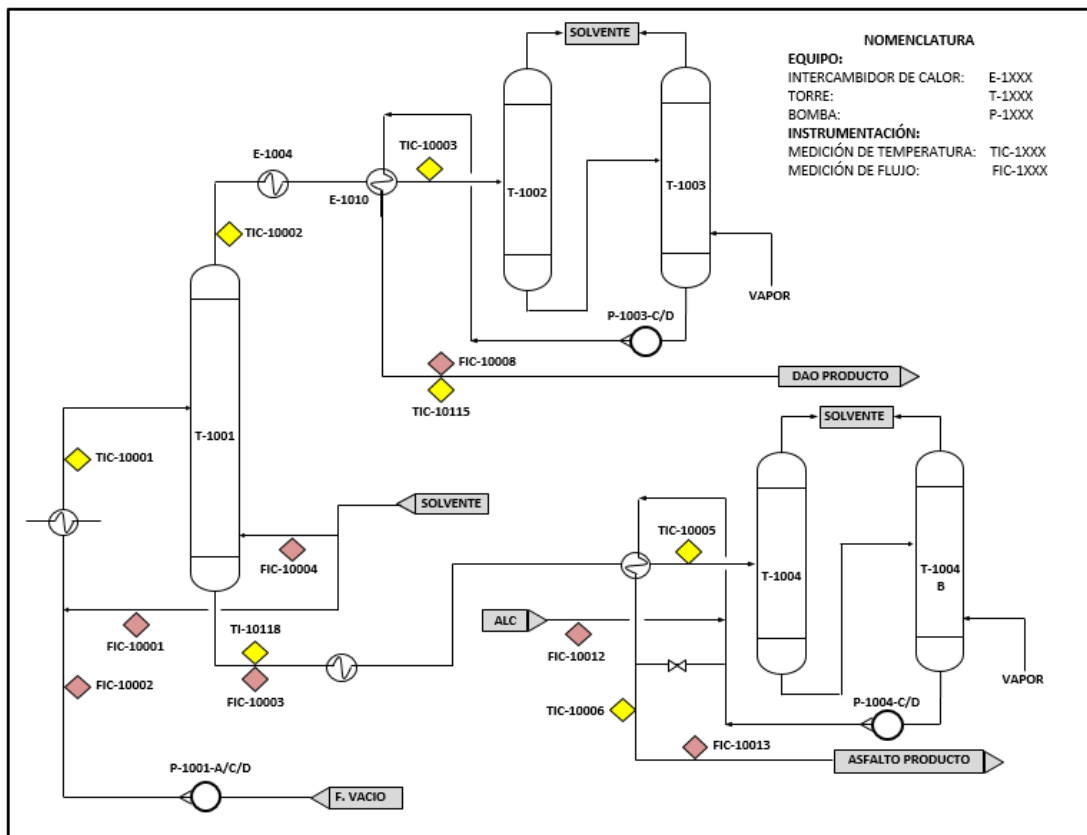 SOLVENTE
NOMENCLATURA
EQUIPO:
INTERCAMBIDOR DE CALOR: E-1XXX
TORRE: T-1XXX
BOMBA: P-1XXX
INSTRUMENTACIÓN:
MEDICIÓN DE TEMPERATURA: TIC-1XXX
MEDICIÓN DE FLUJO: FIC-1XXX
E-1004
TIC-10003
E-1010
T-1002
T-1003
TIC-10002
VAPOR
P-1003-C/D
FIC-10008
DAO PRODUCTO
TIC-10115
T-1001
SOLVENTE
TIC-10001
SOLVENTE
TIC-10005
FIC-10004
T-1004
T-1004
B
ALC
FIC-10001
TI-10118
FIC-10012
FIC-10002
FIC-10003
VAPOR
TIC-10006
P-1004-C/D
FIC-10013
ASFALTO PRODUCTO
P-1001-A/C/D
F. VACIO